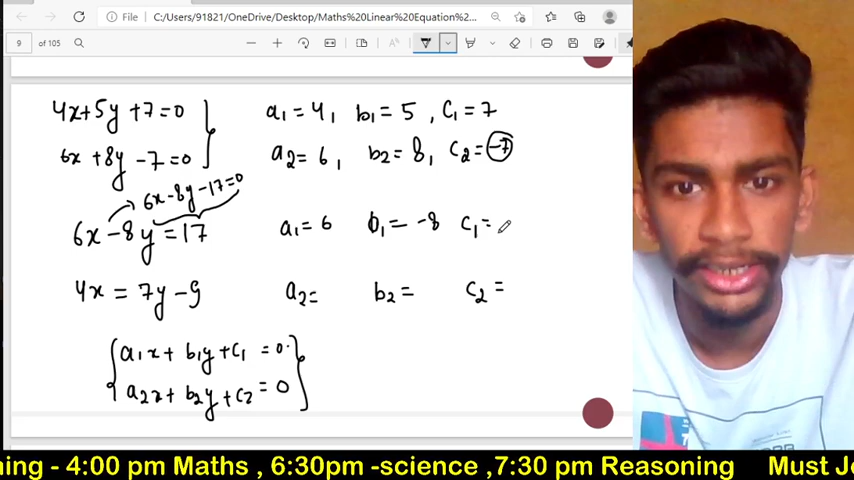 File | C:/Users/91821/OneDrive/Desktop/Maths%20Linear%20Equation%2...
9 of 105
4x+5y+7=0 a1=4, b1=5, C1=7
6x+8y-7=0 a2=6, b2=8, C2=-7
6x-8y-17=0
6x-8y=17 a1=6 b1=-8 C1=
4x=7y-9 a2= b2= C2=
a1x+b1y+C1=0.
a2x+b2y+C2=0
ning - 4:00 pm Maths , 6:30pm -science ,7:30 pm Reasoning Must Jo